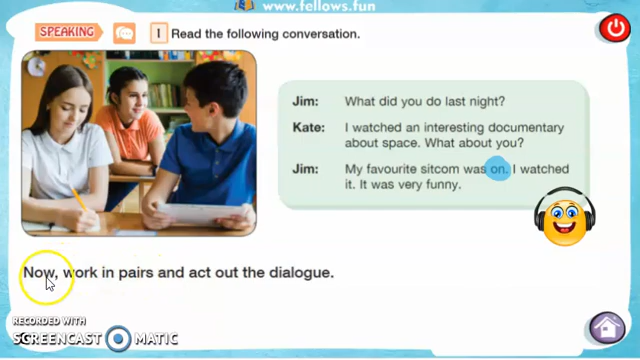 www.fellows.fun
SPEAKING 1 Read the following conversation.
Jim: What did you do last night?
Kate: I watched an interesting documentary
about space. What about you?
Jim: My favourite sitcom was on. I watched
it. It was very funny.
Now, work in pairs and act out the dialogue.
RECORDED WITH
SCREENCAST MATIC